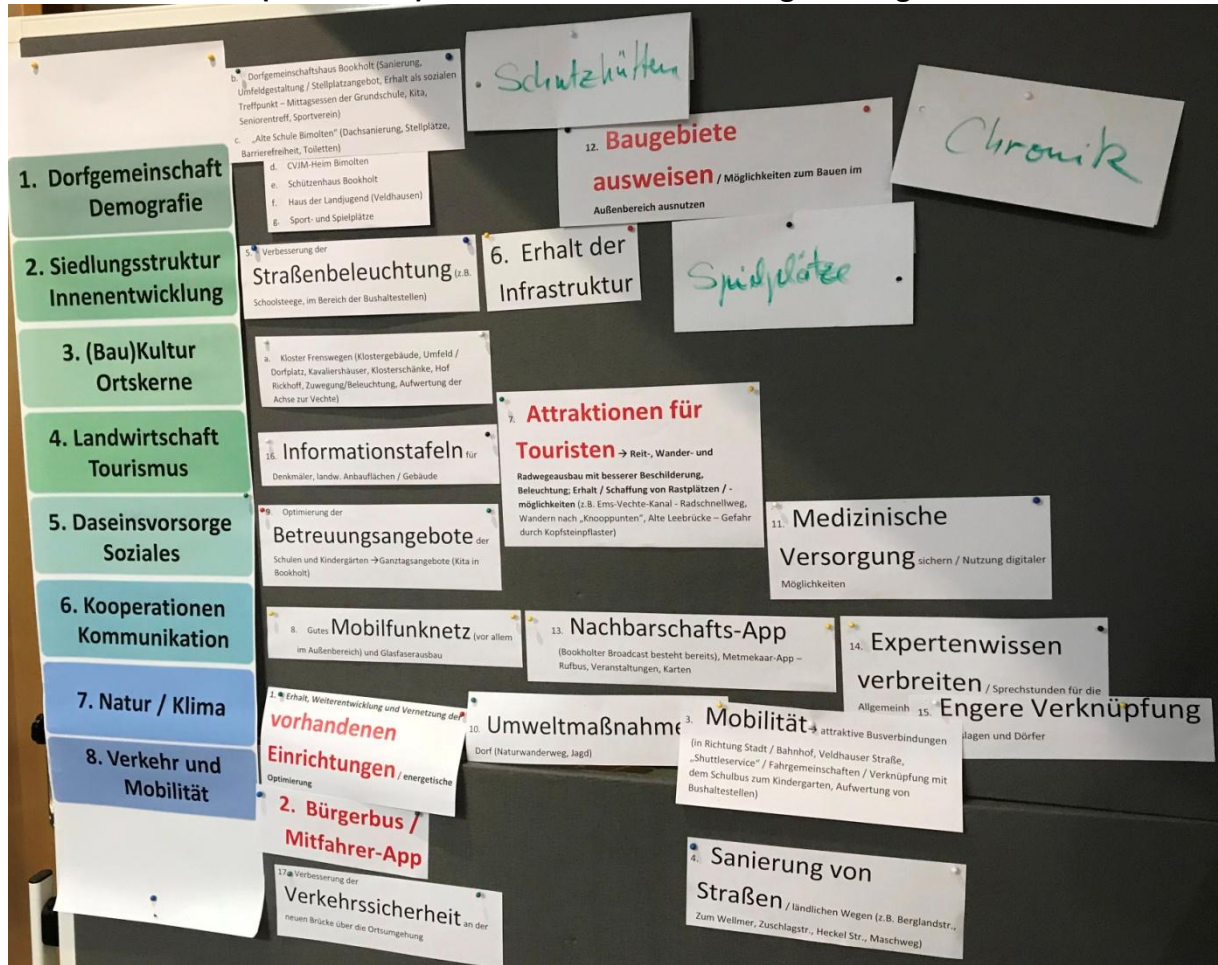 b. Dorfgemeinschaftshaus Bookholt (Sanierung,
Umfeldgestaltung / Stellplatzangebot, Erhalt als sozialen
Treffpunkt – Mittagsessen der Grundschule, Kita,
Seniorentreff, Sportverein)
c. „Alte Schule Bimolten" (Dachsanierung, Stellplätze,
Barrierefreiheit, Toiletten)
d. CVJM-Heim Bimolten
e. Schützenhaus Bookholt
f. Haus der Landjugend (Veldhausen)
g. Sport- und Spielplätze
Schutzhütten
12. Baugebiete
ausweisen / Möglichkeiten zum Bauen im
Außenbereich ausnutzen
Chronik
1. Dorfgemeinschaft
Demografie
2. Siedlungsstruktur
Innenentwicklung
3. (Bau)Kultur
Ortskerne
4. Landwirtschaft
Tourismus
5. Daseinsvorsorge
Soziales
6. Kooperationen
Kommunikation
7. Natur / Klima
8. Verkehr und
Mobilität
5. Verbesserung der
Straßenbeleuchtung (z.B.
Schoolsteege, im Bereich der Bushaltestellen)
6. Erhalt der
Infrastruktur
Spielplätze
a. Kloster Frenswegen (Klostergebäude, Umfeld /
Dorfplatz, Kavaliershäuser, Klosterschänke, Hof
Rickhoff, Zuwegung/Beleuchtung, Aufwertung der
Achse zur Vechte)
7. Attraktionen für
Touristen → Reit-, Wander- und
Radwegeausbau mit besserer Beschilderung,
Beleuchtung; Erhalt / Schaffung von Rastplätzen / -
möglichkeiten (z.B. Ems-Vechte-Kanal - Radschnellweg,
Wandern nach „Knooppunten", Alte Leebrücke – Gefahr
durch Kopfsteinpflaster)
16. Informationstafeln für
Denkmäler, landw. Anbauflächen / Gebäude
9. Optimierung der
Betreuungsangebote der
Schulen und Kindergärten →Ganztagsangebote (Kita in
Bookholt)
11. Medizinische
Versorgung sichern / Nutzung digitaler
Möglichkeiten
8. Gutes Mobilfunknetz (vor allem
im Außenbereich) und Glasfaserausbau
13. Nachbarschafts-App
(Bookholter Broadcast besteht bereits), Metmekaar-App –
Rufbus, Veranstaltungen, Karten
14. Expertenwissen
verbreiten / Sprechstunden für die
Allgemeinh
15. Engere Verknüpfung
lagen und Dörfer
1. Erhalt, Weiterentwicklung und Vernetzung der
vorhandenen
Einrichtungen / energetische
Optimierung
10. Umweltmaßnahme
Dorf (Naturwanderweg, Jagd)
3. Mobilität→ attraktive Busverbindungen
(in Richtung Stadt / Bahnhof, Veldhauser Straße,
„Shuttleservice" / Fahrgemeinschaften / Verknüpfung mit
dem Schulbus zum Kindergarten, Aufwertung von
Bushaltestellen)
2. Bürgerbus /
Mitfahrer-App
17. Verbesserung der
Verkehrssicherheit an der
neuen Brücke über die Ortsumgehung
4. Sanierung von
Straßen / ländlichen Wegen (z.B. Berglandstr.,
Zum Wellmer, Zuschlagstr., Heckel Str., Maschweg)